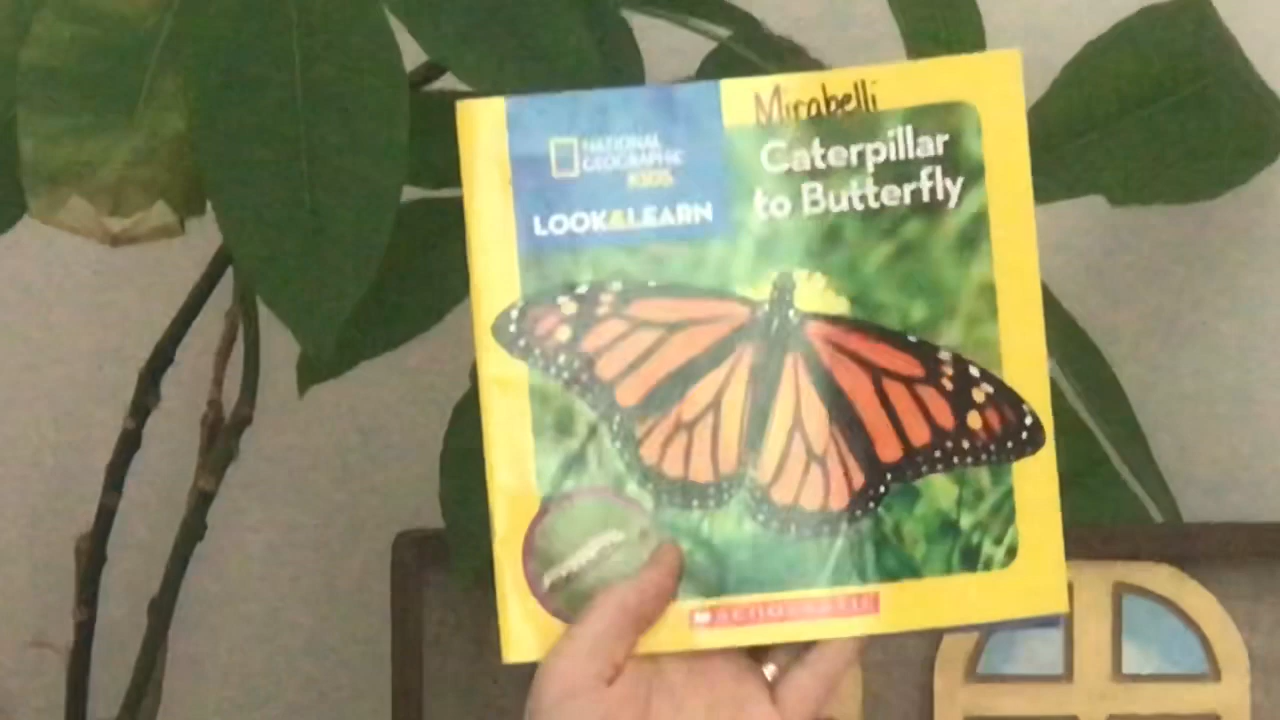 Mirabelli
NATIONAL
GEOGRAPHIC
KIDS
LOOK&LEARN
Caterpillar
to Butterfly
SCHOLASTIC